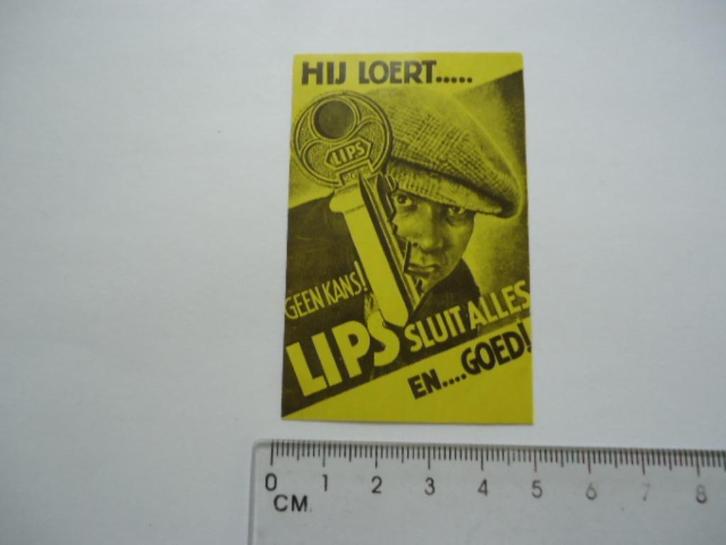 HIJ LOERT.....
LIPS
GEEN KANS!
LIPS SLUIT ALLES
EN....GOED!
0 1 2 3 4 5 6 7 8
CM.